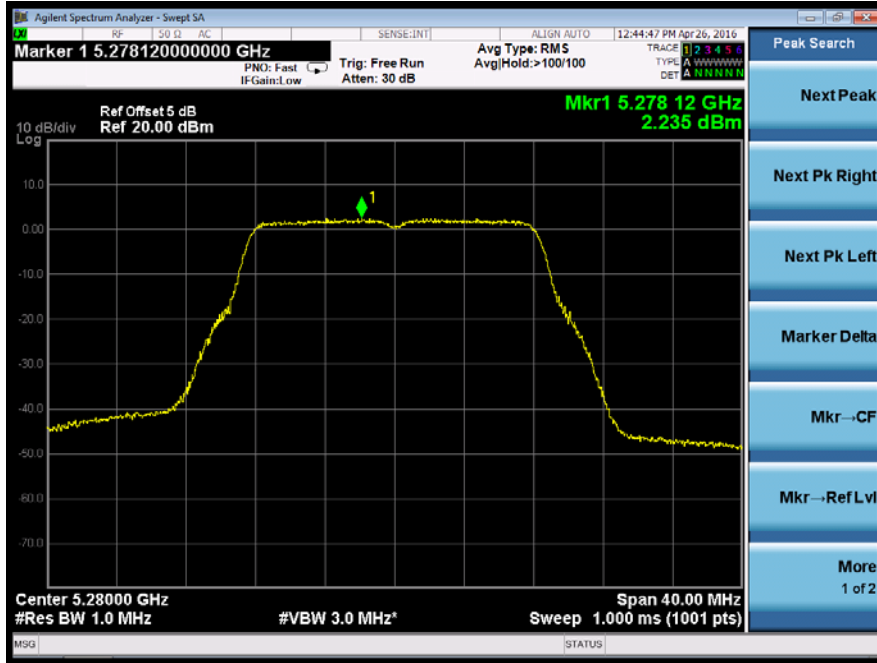 Agilent Spectrum Analyzer - Swept SA
LXI RF 50 Ω AC SENSE:INT ALIGN AUTO 12:44:47 PM Apr 26, 2016
Marker 1 5.278120000000 GHz
PNO: Fast
IFGain:Low
Trig: Free Run
Atten: 30 dB
Avg Type: RMS
Avg|Hold:>100/100
TRACE 1 2 3 4 5 6
TYPE A WWWWW
DET A N N N N N
Peak Search
Mkr1 5.278 12 GHz
2.235 dBm
Ref Offset 5 dB
10 dB/div Ref 20.00 dBm
Log
1
10.0
0.00
-10.0
-20.0
-30.0
-40.0
-50.0
-60.0
-70.0
Center 5.28000 GHz Span 40.00 MHz
#Res BW 1.0 MHz #VBW 3.0 MHz* Sweep 1.000 ms (1001 pts)
MSG STATUS
Next Peak
Next Pk Right
Next Pk Left
Marker Delta
Mkr→CF
Mkr→Ref Lvl
More
1 of 2